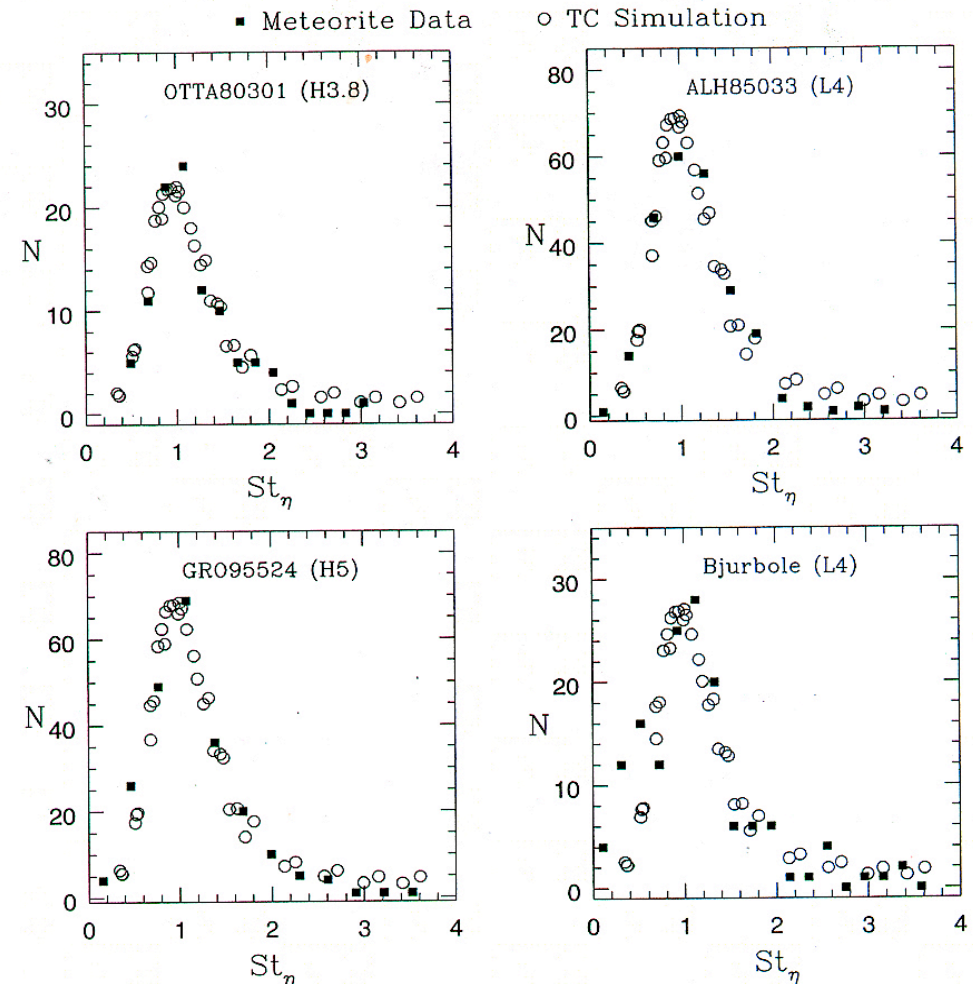 ■ Meteorite Data ○ TC Simulation
OTTA80301 (H3.8)
30
20
10
0
N
0 1 2 3 4
St_η
ALH85033 (L4)
60
40
20
0
N
0 1 2 3 4
St_η
GRO95524 (H5)
80
60
40
20
0
N
0 1 2 3 4
St_η
Bjurbole (L4)
30
20
10
0
N
0 1 2 3 4
St_η